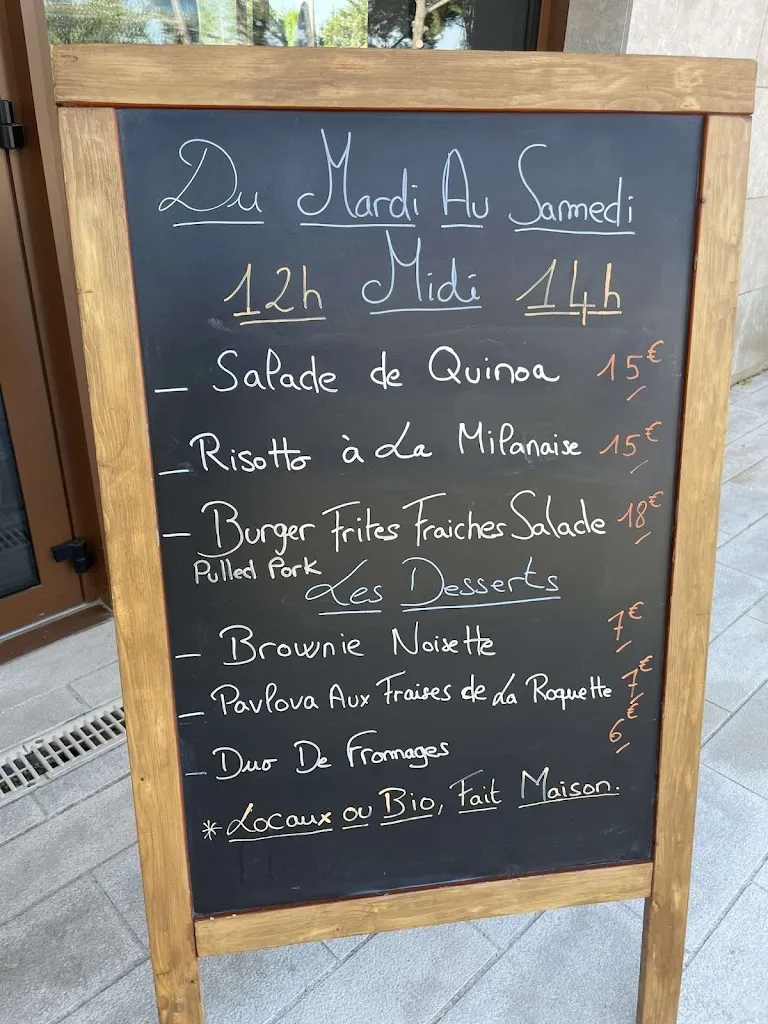 Du Mardi Au Samedi
12h Midi 14h
_ Salade de Quinoa 15€
_ Risotto à La Milanaise 15€
_ Burger Frites Fraiches Salade 18€
Pulled Pork
Les Desserts
_ Brownie Noisette 7€
_ Pavlova Aux Fraises de La Roquette 7€
_ Duo De Fromages 6€
* Locaux ou Bio, Fait Maison.